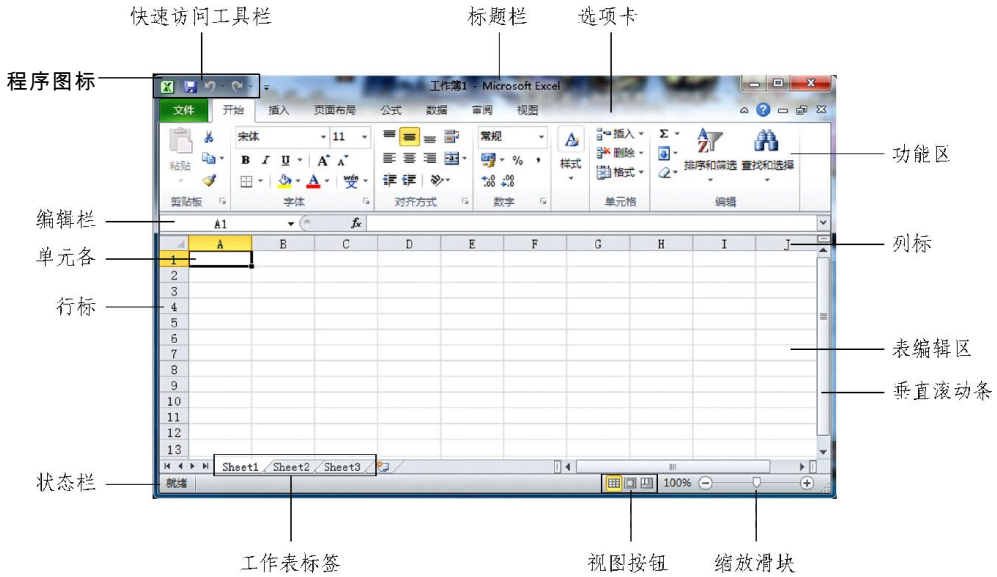 快速访问工具栏 标题栏 选项卡
程序图标
工作簿1 - Microsoft Excel
文件 开始 插入 页面布局 公式 数据 审阅 视图
宋体 11 常规 插入 Σ
B I U A A % , 删除
粘贴 样式 排序和筛选 查找和选择
wén 文 .00 .00 格式
功能区
剪贴板 字体 对齐方式 数字 单元格 编辑
编辑栏 A1 fx
A B C D E F G H I J 列标
单元各 1
2
3
行标 4
5
6
7 表编辑区
8
9
垂直滚动条
10
11
12
13
Sheet1 Sheet2 Sheet3
状态栏 就绪 100%
工作表标签 视图按钮 缩放滑块